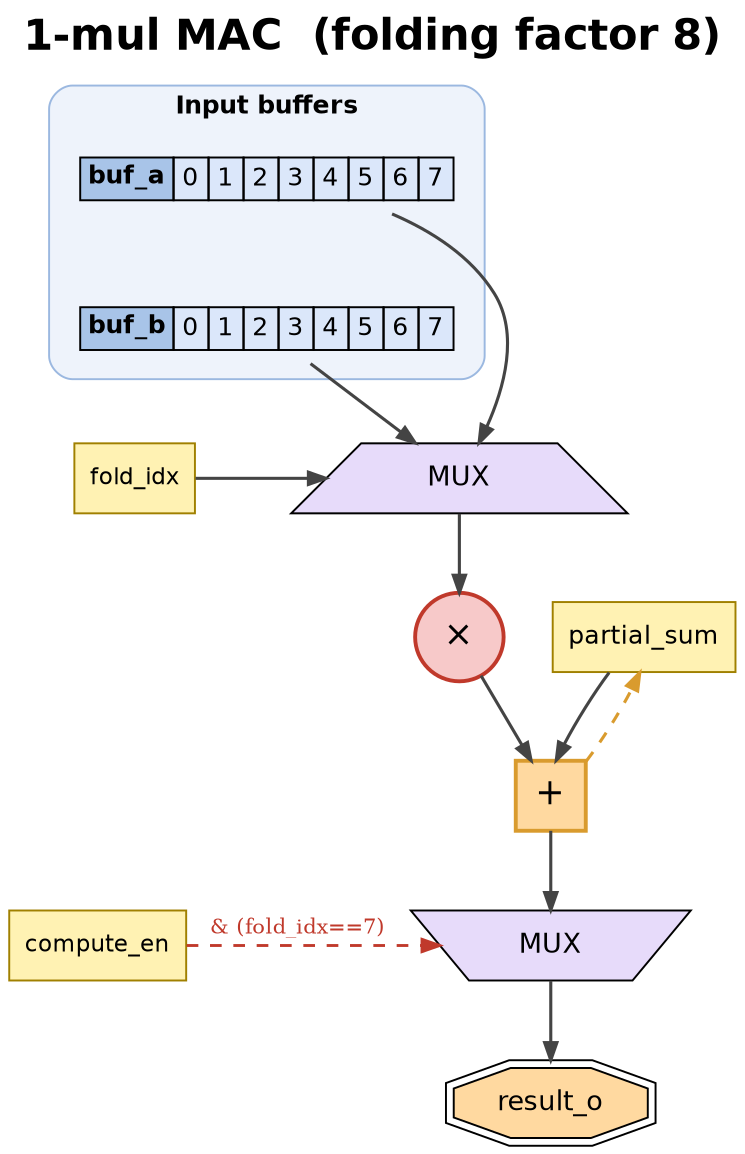 1-mul MAC  (folding factor 8)
Input buffers
buf_a 0 1 2 3 4 5 6 7
buf_b 0 1 2 3 4 5 6 7
fold_idx
MUX
×
partial_sum
+
compute_en
& (fold_idx==7)
MUX
result_o